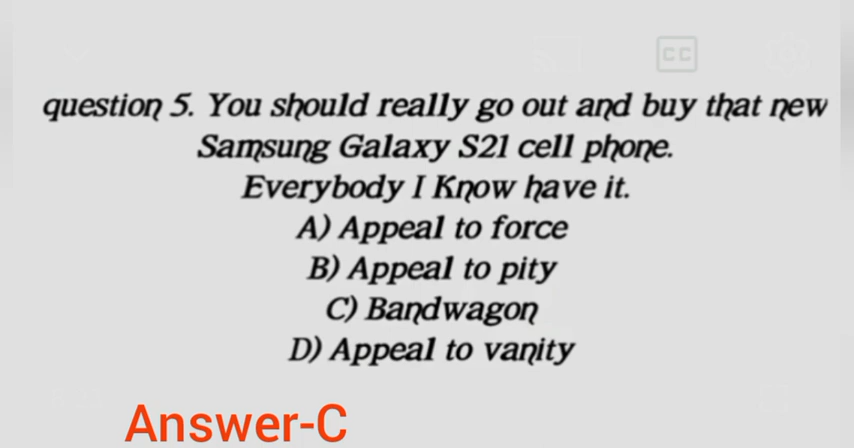 CC
question 5. You should really go out and buy that new
Samsung Galaxy S21 cell phone.
Everybody I Know have it.
A) Appeal to force
B) Appeal to pity
C) Bandwagon
D) Appeal to vanity
Answer-C